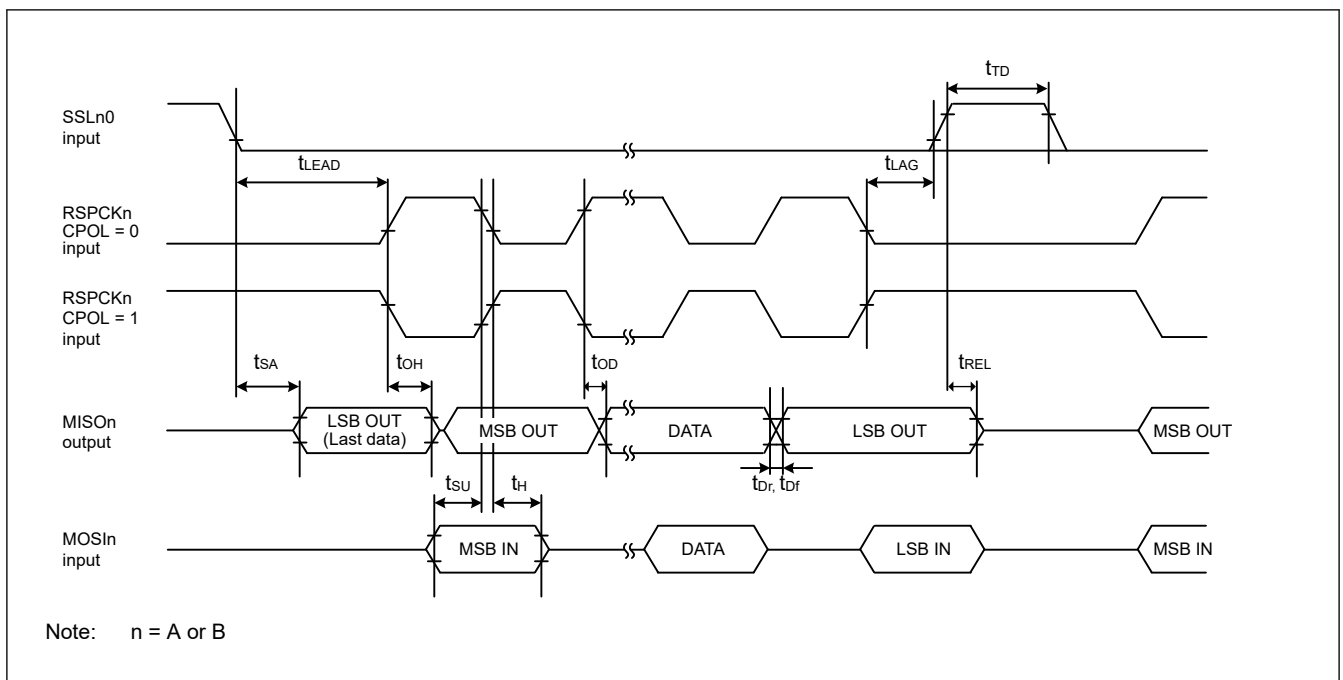 tTD
SSLn0
input
tLEAD
tLAG
RSPCKn
CPOL = 0
input
RSPCKn
CPOL = 1
input
tSA
tOH
tOD
tREL
MISOn
output
LSB OUT
(Last data)
MSB OUT
DATA
LSB OUT
MSB OUT
tSU
tH
tDr, tDf
MOSIn
input
MSB IN
DATA
LSB IN
MSB IN
Note: n = A or B